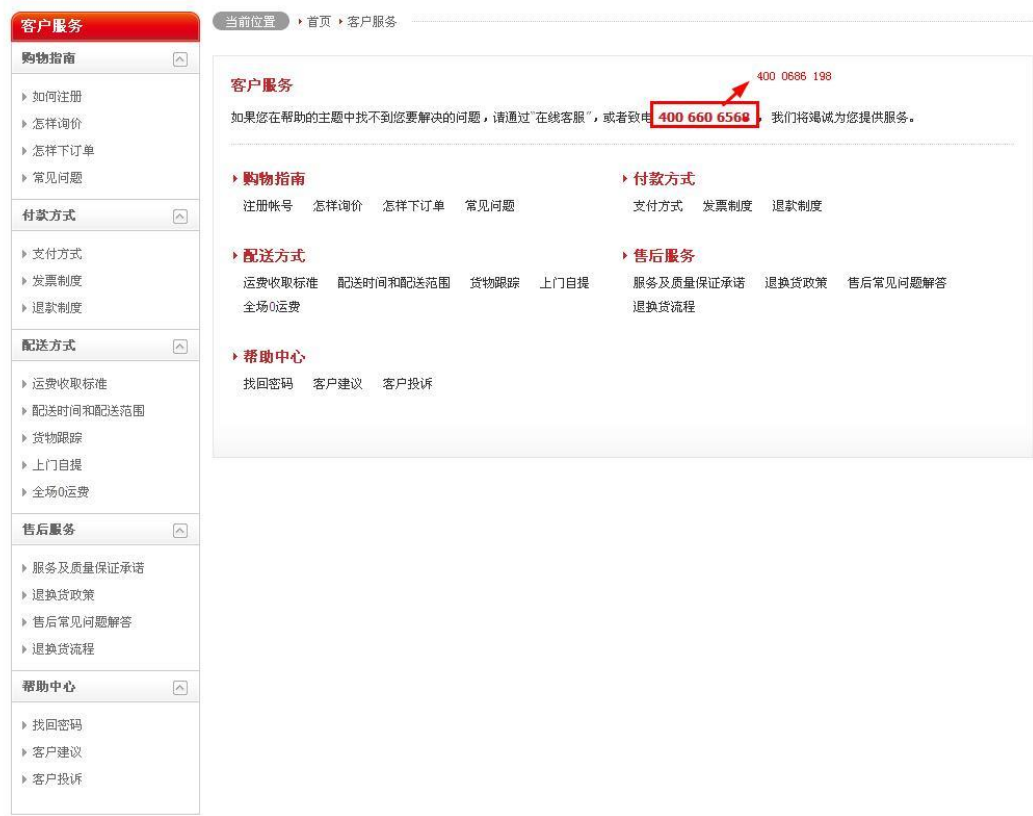 客户服务
购物指南
如何注册
怎样询价
怎样下订单
常见问题
付款方式
支付方式
发票制度
退款制度
配送方式
运费收取标准
配送时间和配送范围
货物跟踪
上门自提
全场0运费
售后服务
服务及质量保证承诺
退换货政策
售后常见问题解答
退换货流程
帮助中心
找回密码
客户建议
客户投诉
当前位置 首页 客户服务
客户服务
400 0686 198
如果您在帮助的主题中找不到您要解决的问题，请通过“在线客服”，或者致电 400 660 6568 ，我们将竭诚为您提供服务。
购物指南
注册帐号 怎样询价 怎样下订单 常见问题
付款方式
支付方式 发票制度 退款制度
配送方式
运费收取标准 配送时间和配送范围 货物跟踪 上门自提
全场0运费
售后服务
服务及质量保证承诺 退换货政策 售后常见问题解答
退换货流程
帮助中心
找回密码 客户建议 客户投诉